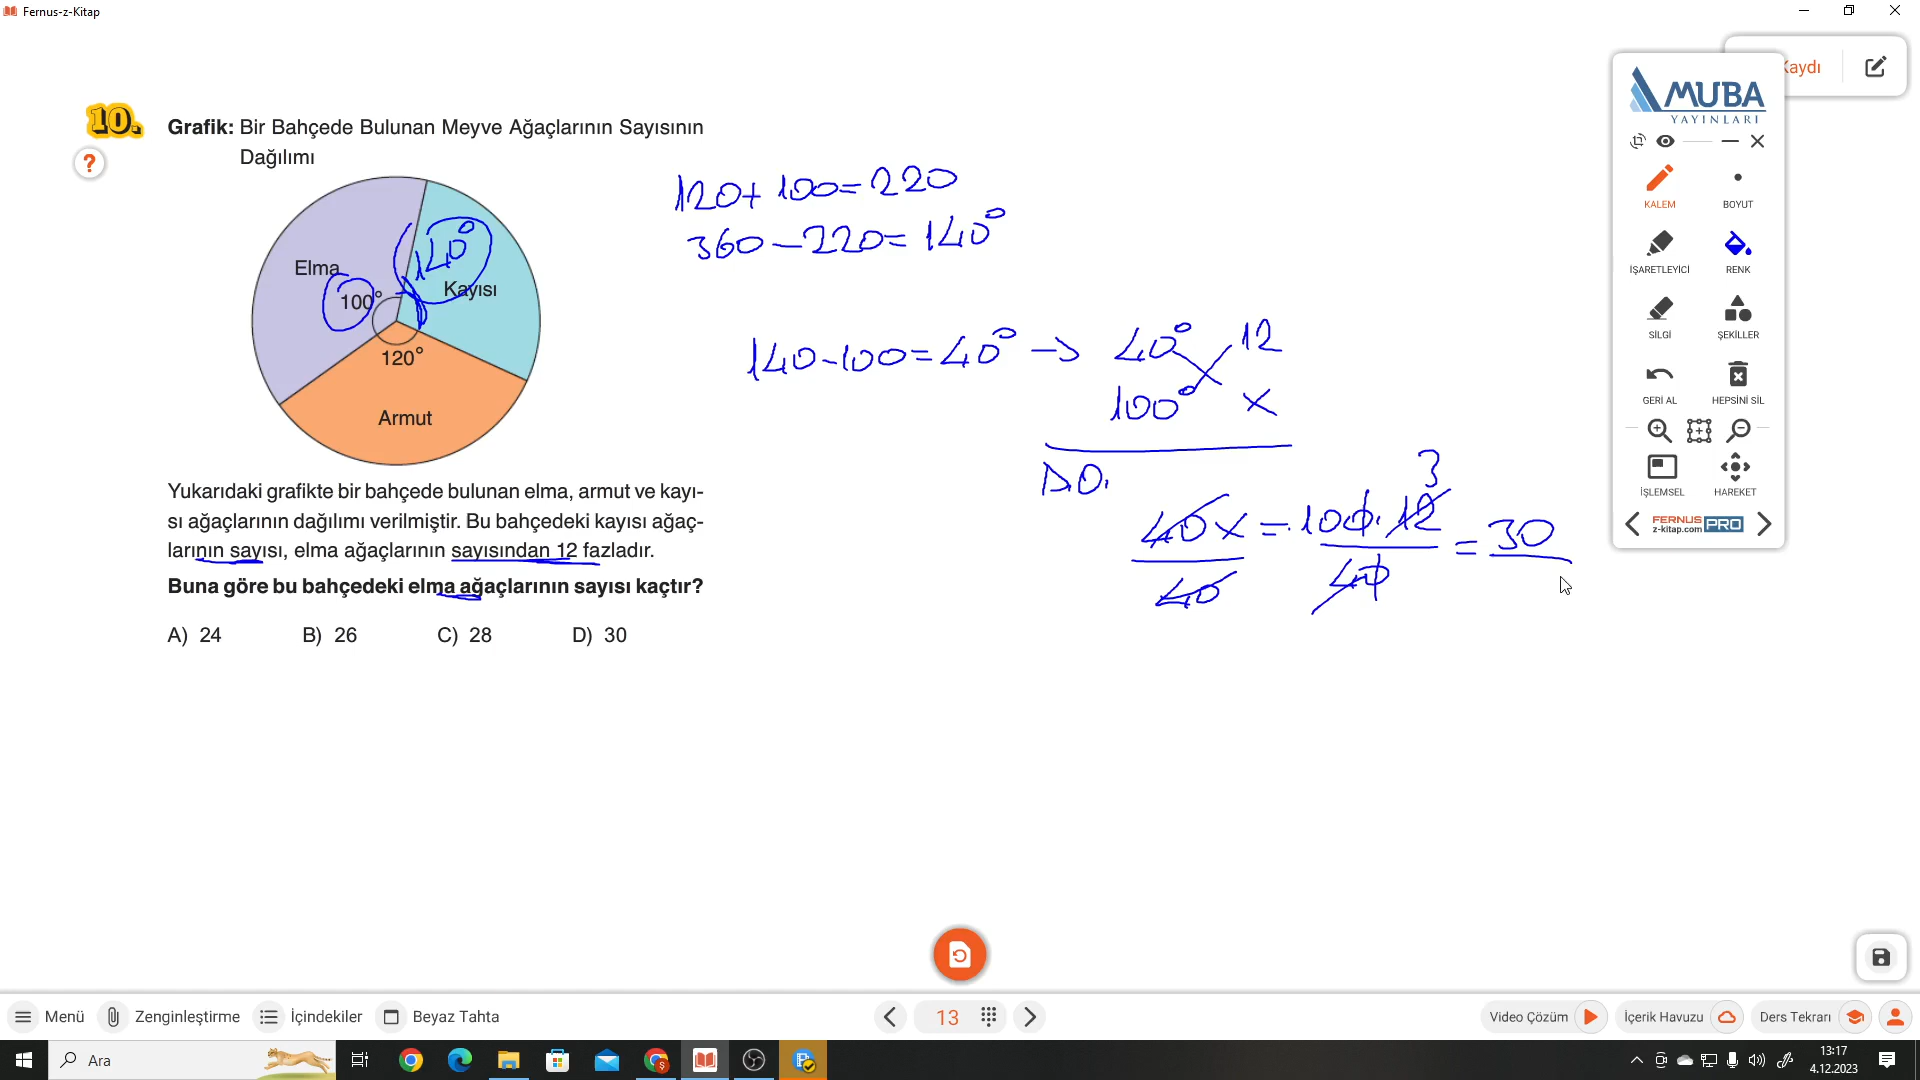 Fernus-z-Kitap
10.
?
Grafik: Bir Bahçede Bulunan Meyve Ağaçlarının Sayısının
Dağılımı
Elma
100°
140°
Kayısı
120°
Armut
120+100=220
360-220=140°
140-100=40° → 40° 12
100° x
D.O.
3
40x = 100.12 = 30
40 40
Yukarıdaki grafikte bir bahçede bulunan elma, armut ve kayı-
sı ağaçlarının dağılımı verilmiştir. Bu bahçedeki kayısı ağaç-
larının sayısı, elma ağaçlarının sayısından 12 fazladır.
Buna göre bu bahçedeki elma ağaçlarının sayısı kaçtır?
A) 24 B) 26 C) 28 D) 30
Kaydı
MUBA
YAYINLARI
KALEM BOYUT
İŞARETLEYİCİ RENK
SİLGİ ŞEKİLLER
GERİ AL HEPSİNİ SİL
İŞLEMSEL HAREKET
FERNUS PRO
z-kitap.com
Menü Zenginleştirme İçindekiler Beyaz Tahta 13 Video Çözüm İçerik Havuzu Ders Tekrarı
Ara
13:17
4.12.2023